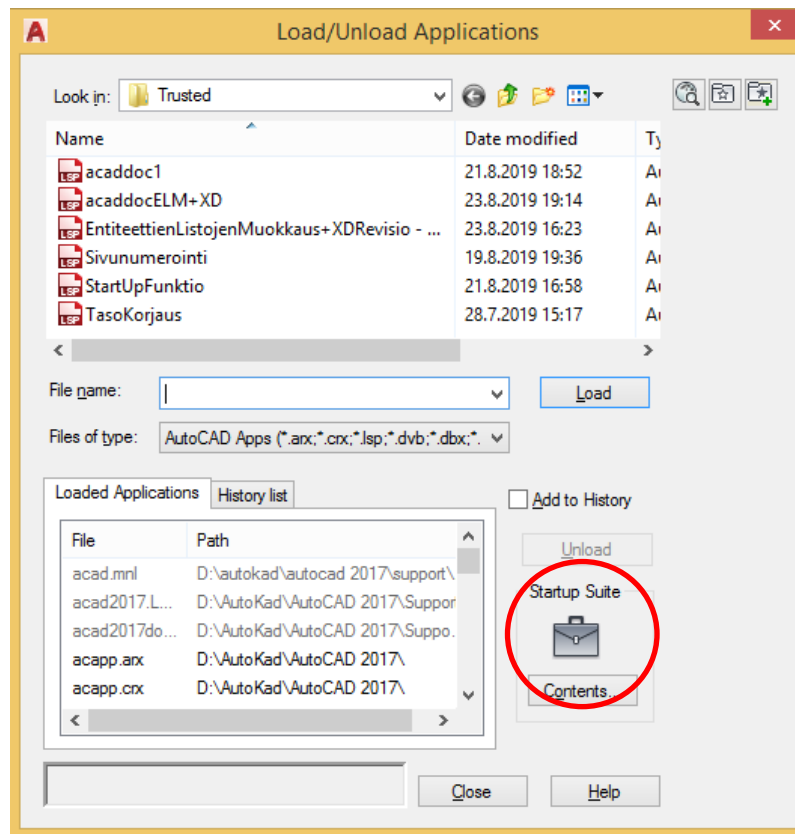 Load/Unload Applications
Look in: Trusted
Name Date modified Ty
acaddoc1 21.8.2019 18:52 Au
acaddocELM+XD 23.8.2019 19:14 Au
EntiteettienListojenMuokkaus+XDRevisio - ... 23.8.2019 16:23 Au
Sivunumerointi 19.8.2019 19:36 Au
StartUpFunktio 21.8.2019 16:58 Au
TasoKorjaus 28.7.2019 15:17 Au
File name: Load
Files of type: AutoCAD Apps (*.arx;*.crx;*.lsp;*.dvb;*.dbx;*.
Loaded Applications History list
Add to History
File Path
Unload
acad.mnl D:\autokad\autocad 2017\support\
Startup Suite
acad2017.L... D:\AutoKad\AutoCAD 2017\Suppor
acad2017do... D:\AutoKad\AutoCAD 2017\Suppo.
acapp.arx D:\AutoKad\AutoCAD 2017\
acapp.crx D:\AutoKad\AutoCAD 2017\
Contents...
Close Help